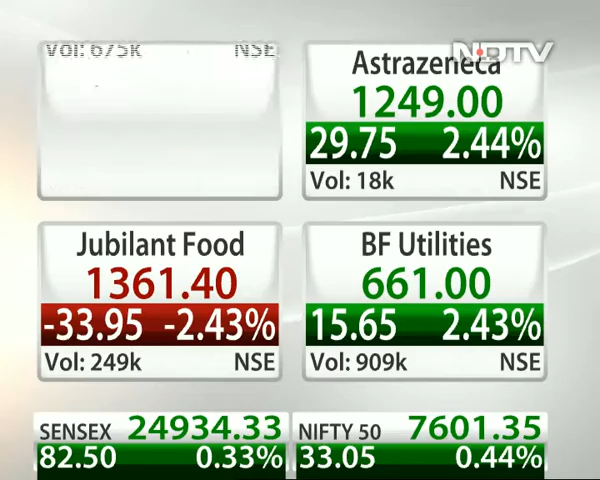 Vol: 675k NSE
NDTV
Astrazeneca
1249.00
29.75 2.44%
Vol: 18k NSE
Jubilant Food
1361.40
-33.95 -2.43%
Vol: 249k NSE
BF Utilities
661.00
15.65 2.43%
Vol: 909k NSE
SENSEX 24934.33
82.50 0.33%
NIFTY 50 7601.35
33.05 0.44%